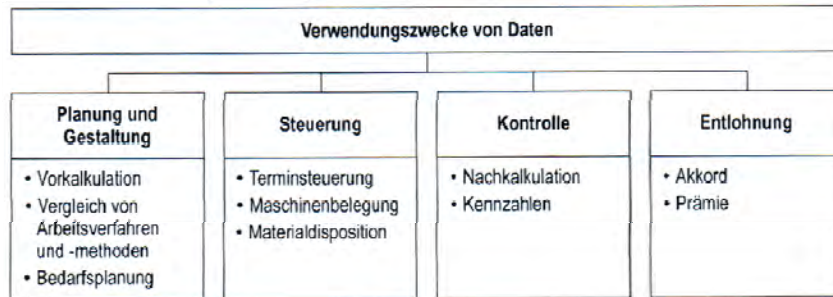 Verwendungszwecke von Daten
Planung und
Gestaltung
• Vorkalkulation
• Vergleich von
Arbeitsverfahren
und -methoden
• Bedarfsplanung
Steuerung
• Terminsteuerung
• Maschinenbelegung
• Materialdisposition
Kontrolle
• Nachkalkulation
• Kennzahlen
Entlohnung
• Akkord
• Prämie